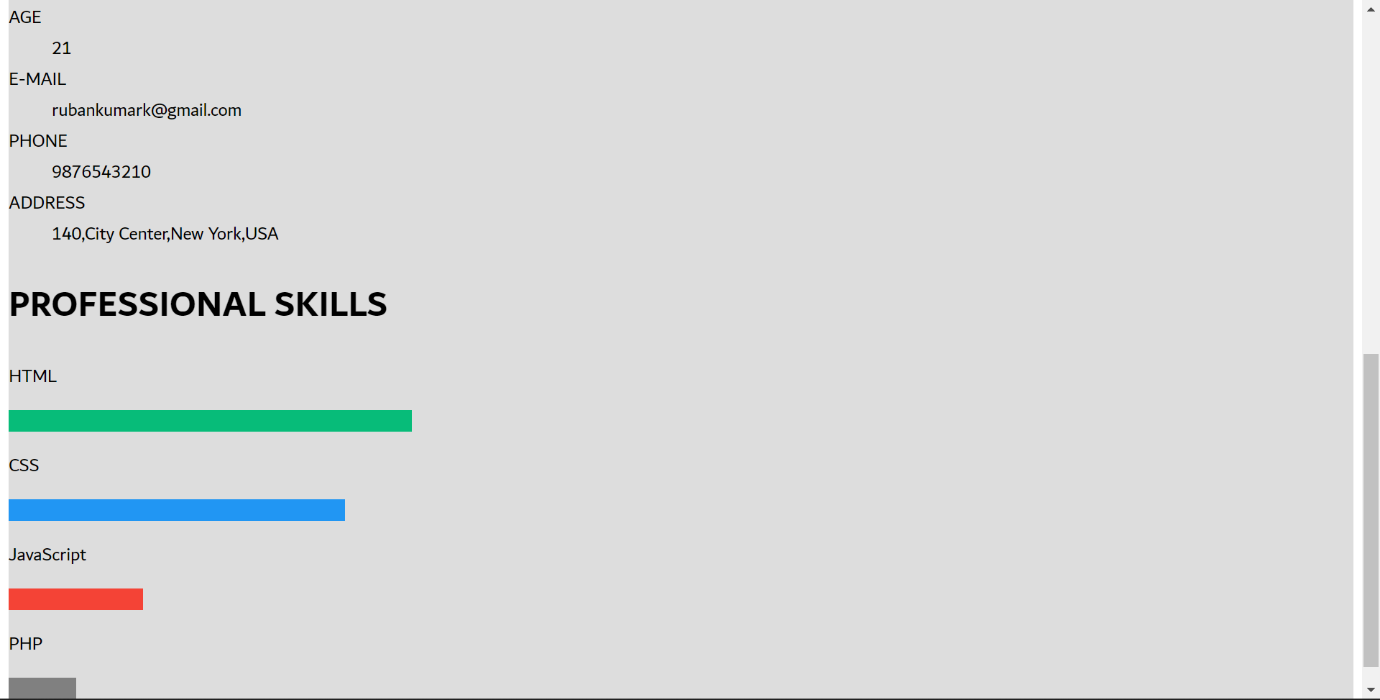 AGE
21
E-MAIL
rubankumark@gmail.com
PHONE
9876543210
ADDRESS
140,City Center,New York,USA
PROFESSIONAL SKILLS
HTML
CSS
JavaScript
PHP